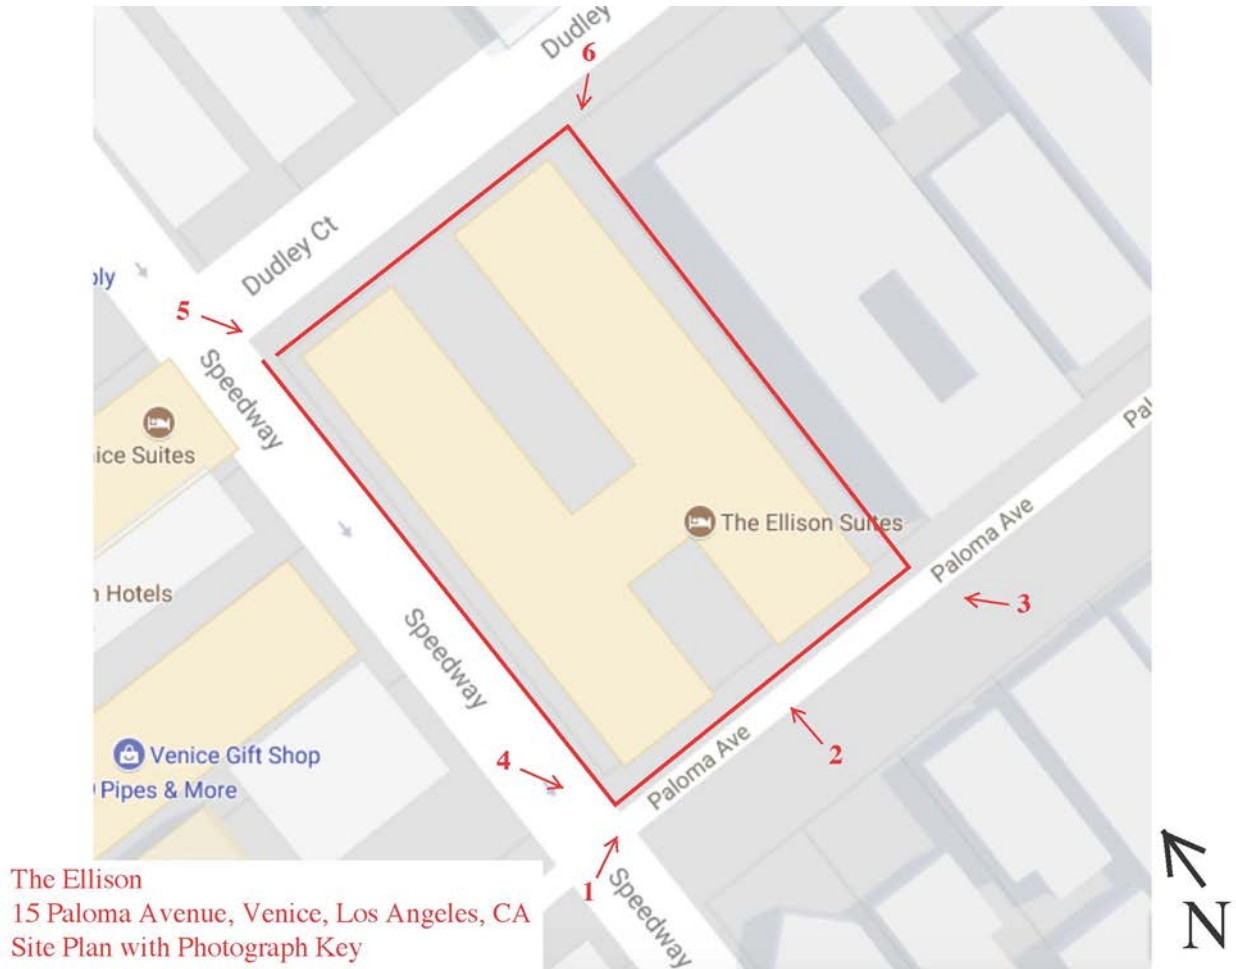 Dudley
6
Dudley Ct
ply
5
Speedway
ice Suites
Pal
The Ellison Suites
Paloma Ave
Hotels
3
Speedway
Venice Gift Shop
Pipes & More
4
2
Paloma Ave
1
Speedway
The Ellison
15 Paloma Avenue, Venice, Los Angeles, CA
Site Plan with Photograph Key
N